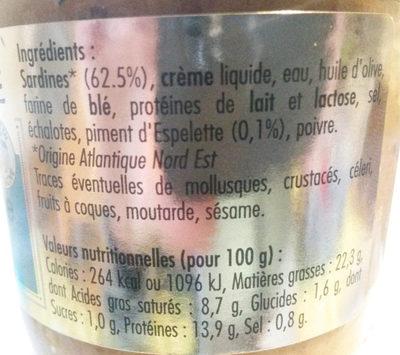 Ingrédients :
Sardines* (62.5%), crème liquide, eau, huile d'olive,
farine de blé, protéines de lait et lactose, sel,
échalotes, piment d'Espelette (0,1%), poivre.
*Origine Atlantique Nord Est
Traces éventuelles de mollusques, crustacés, céleri,
fruits à coques, moutarde, sésame.
Valeurs nutritionnelles (pour 100 g) :
Calories : 264 kcal ou 1096 kJ, Matières grasses : 22,3 g,
dont Acides gras saturés : 8,7 g, Glucides : 1,6 g, dont
Sucres : 1,0 g, Protéines : 13,9 g, Sel : 0,8 g.